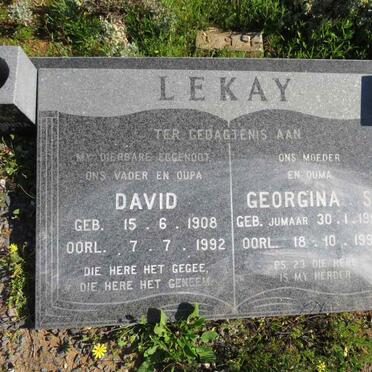 LEKAY
TER GEDAGTENIS AAN
MY DIERBARE EGGENOOT
ONS VADER EN OUPA
DAVID
GEB. 15 · 6 · 1908
OORL. 7 · 7 · 1992
DIE HERE HET GEGEE,
DIE HERE HET GENEEM
ONS MOEDER
EN OUMA
GEORGINA S
GEB. JUMAAR 30 · 1 ·
OORL. 18 · 10 ·
PS 23 DIE HERE
IS MY HERDER